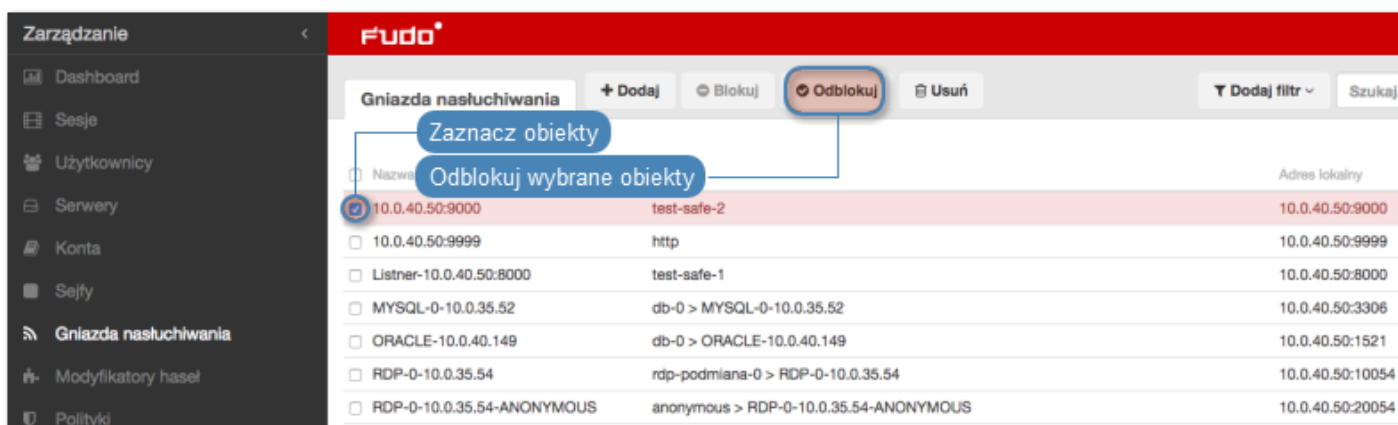 Zarządzanie
Fudo
Dashboard
Sesje
Użytkownicy
Serwery
Konta
Sejfy
Gniazda nasłuchiwania
Modyfikatory haseł
Polityki
Gniazda nasłuchiwania + Dodaj Blokuj Odblokuj Usuń Dodaj filtr Szukaj
Zaznacz obiekty
Odblokuj wybrane obiekty
Adres lokalny
10.0.40.50:9000 test-safe-2 10.0.40.50:9000
10.0.40.50:9999 http 10.0.40.50:9999
Listner-10.0.40.50:8000 test-safe-1 10.0.40.50:8000
MYSQL-0-10.0.35.52 db-0 > MYSQL-0-10.0.35.52 10.0.40.50:3306
ORACLE-10.0.40.149 db-0 > ORACLE-10.0.40.149 10.0.40.50:1521
RDP-0-10.0.35.54 rdp-podmiana-0 > RDP-0-10.0.35.54 10.0.40.50:10054
RDP-0-10.0.35.54-ANONYMOUS anonymous > RDP-0-10.0.35.54-ANONYMOUS 10.0.40.50:20054